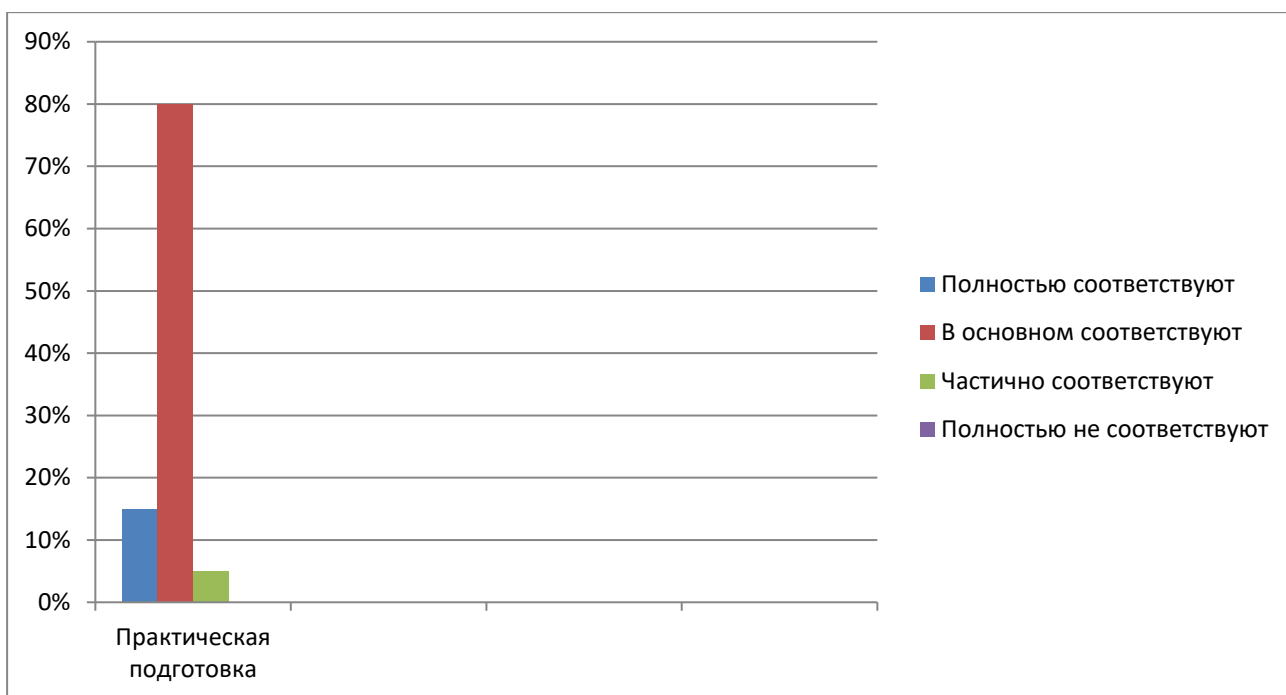 90%
80%
70%
60%
50%
40%
30%
20%
10%
0%
Практическая
подготовка
Полностью соответствуют
В основном соответствуют
Частично соответствуют
Полностью не соответствуют